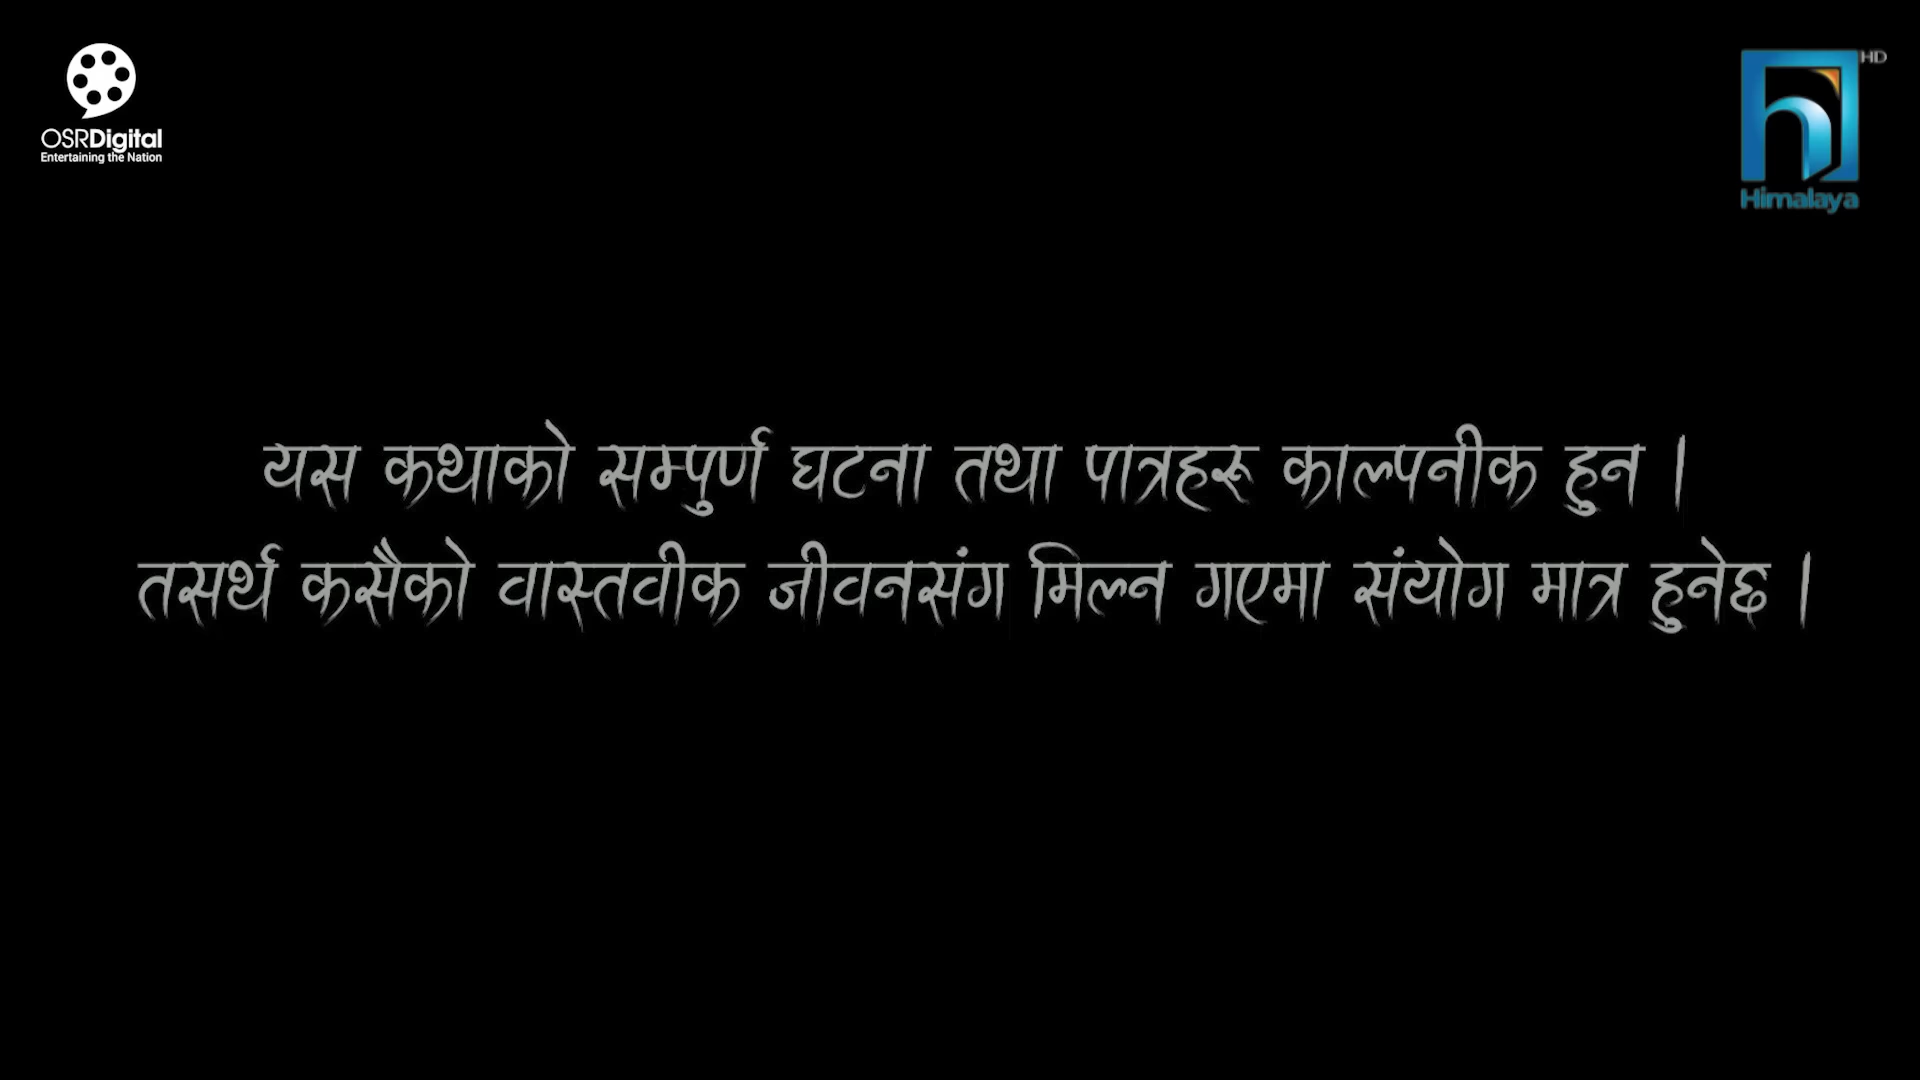 OSRDigital
Entertaining the Nation
HD
Himalaya
यस कथाको सम्पुर्ण घटना तथा पात्रहरू काल्पनीक हुन ।
तसर्थ कसैको वास्तवीक जीवनसंग मिल्न गएमा संयोग मात्र हुनेछ ।